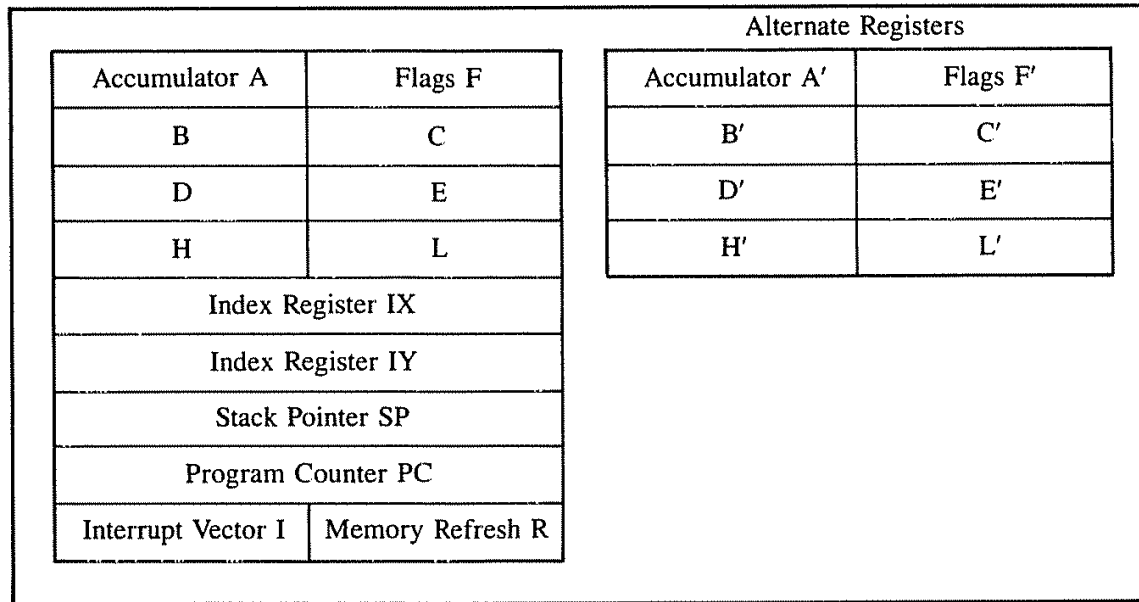 Alternate Registers
Accumulator A Flags F
B C
D E
H L
Index Register IX
Index Register IY
Stack Pointer SP
Program Counter PC
Interrupt Vector I Memory Refresh R
Accumulator A′ Flags F′
B′ C′
D′ E′
H′ L′